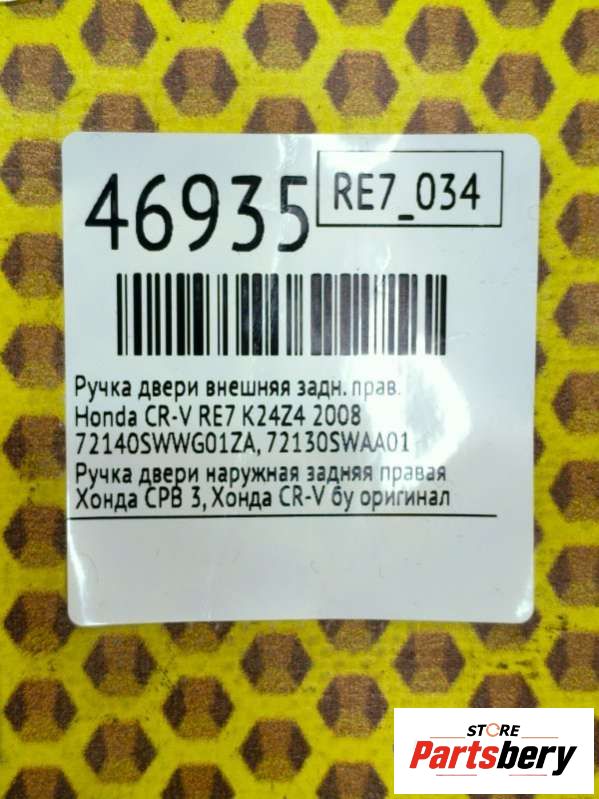 46935
RE7_034
Ручка двери внешняя задн. прав.
Honda CR-V RE7 K24Z4 2008
72140SWWG01ZA, 72130SWAA01
Ручка двери наружная задняя правая
Хонда СРВ 3, Хонда CR-V бу оригинал
STORE
Partsbery